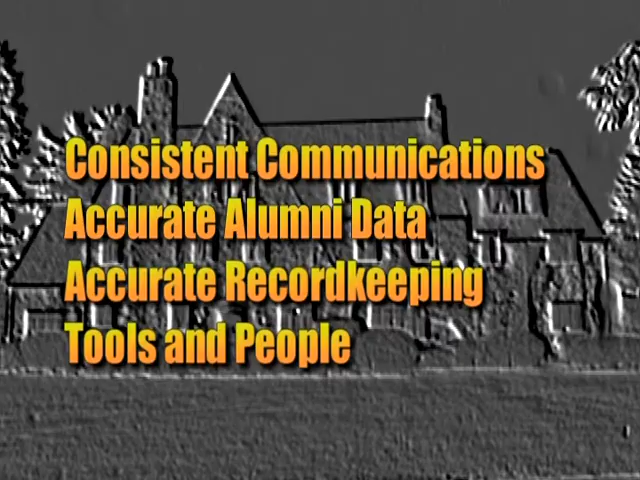 Consistent Communications
Accurate Alumni Data
Accurate Recordkeeping
Tools and People